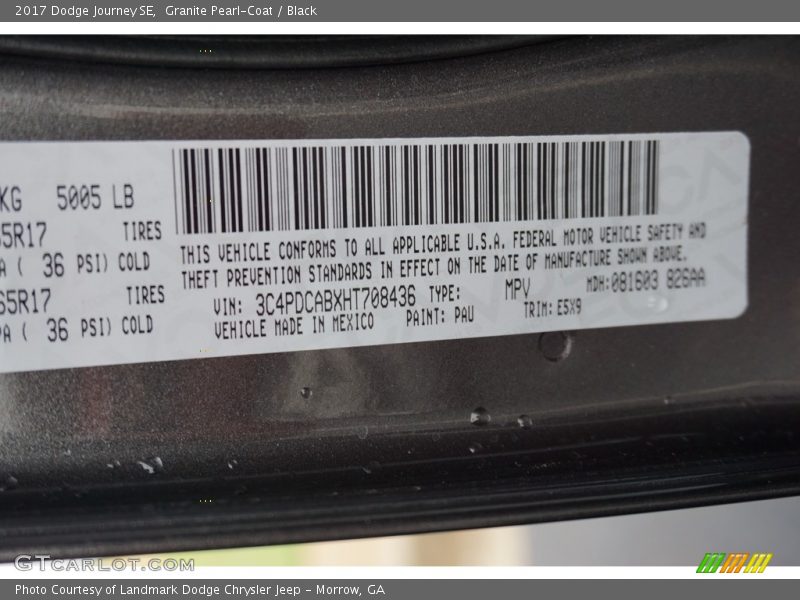 2017 Dodge Journey SE, Granite Pearl-Coat / Black
KG 5005 LB
65R17 TIRES
PA ( 36 PSI) COLD
65R17 TIRES
PA ( 36 PSI) COLD
THIS VEHICLE CONFORMS TO ALL APPLICABLE U.S.A. FEDERAL MOTOR VEHICLE SAFETY AND
THEFT PREVENTION STANDARDS IN EFFECT ON THE DATE OF MANUFACTURE SHOWN ABOVE.
VIN: 3C4PDCABXHT708436 TYPE: MPV MDH:081603 826AA
VEHICLE MADE IN MEXICO PAINT: PAU TRIM: E5X9
GTCARLOT.COM
Photo Courtesy of Landmark Dodge Chrysler Jeep - Morrow, GA